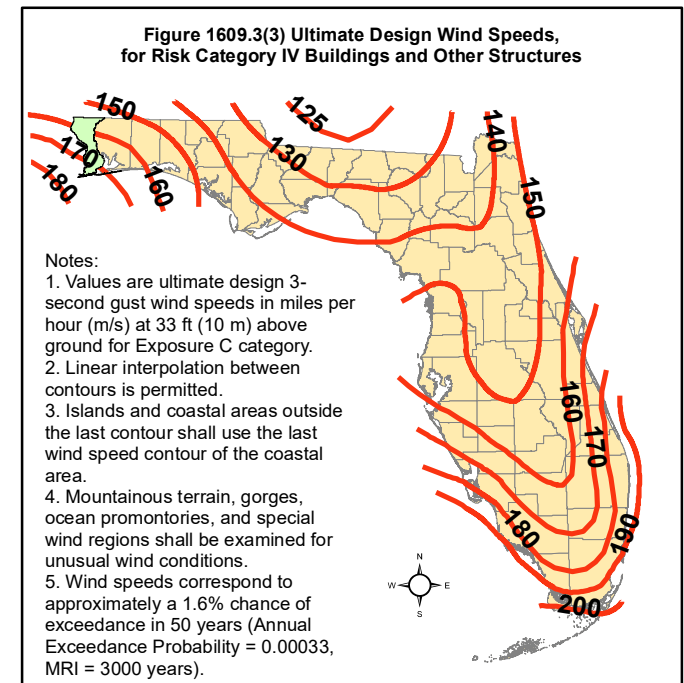 Figure 1609.3(3) Ultimate Design Wind Speeds,
for Risk Category IV Buildings and Other Structures
150
125
140
130
170
180
160
150
Notes:
1. Values are ultimate design 3-
second gust wind speeds in miles per
hour (m/s) at 33 ft (10 m) above
ground for Exposure C category.
2. Linear interpolation between
contours is permitted.
3. Islands and coastal areas outside
the last contour shall use the last
wind speed contour of the coastal
area.
4. Mountainous terrain, gorges,
ocean promontories, and special
wind regions shall be examined for
unusual wind conditions.
5. Wind speeds correspond to
approximately a 1.6% chance of
exceedance in 50 years (Annual
Exceedance Probability = 0.00033,
MRI = 3000 years).
160
170
180
190
200
N
W E
S